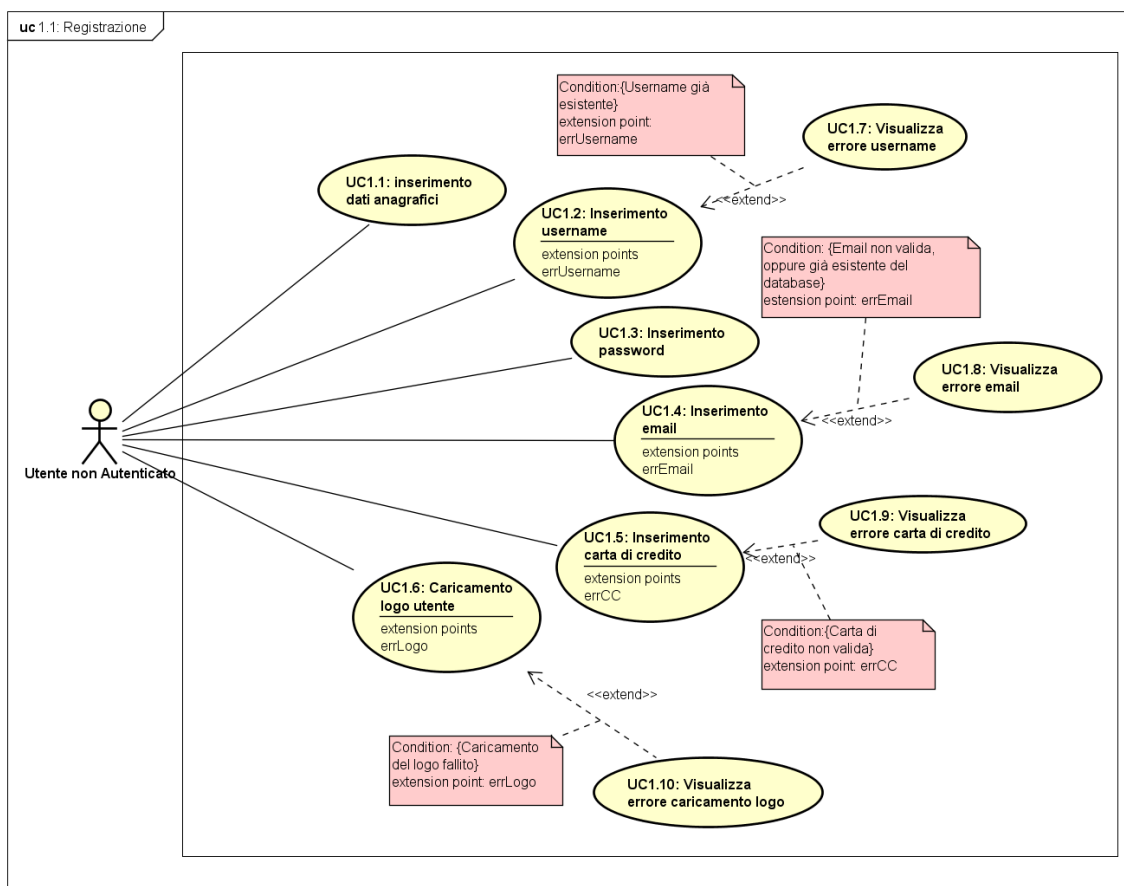 uc 1.1: Registrazione
Condition:{Username già
esistente}
extension point:
errUsername
UC1.7: Visualizza
errore username
<<extend>>
UC1.1: inserimento
dati anagrafici
UC1.2: Inserimento
username
extension points
errUsername
Condition: {Email non valida,
oppure già esistente del
database}
estension point: errEmail
UC1.3: Inserimento
password
UC1.8: Visualizza
errore email
<<extend>>
UC1.4: Inserimento
email
extension points
errEmail
Utente non Autenticato
UC1.9: Visualizza
errore carta di credito
<<extend>>
UC1.5: Inserimento
carta di credito
extension points
errCC
UC1.6: Caricamento
logo utente
extension points
errLogo
Condition:{Carta di
credito non valida}
extension point: errCC
<<extend>>
Condition: {Caricamento
del logo fallito}
extension point: errLogo
UC1.10: Visualizza
errore caricamento logo